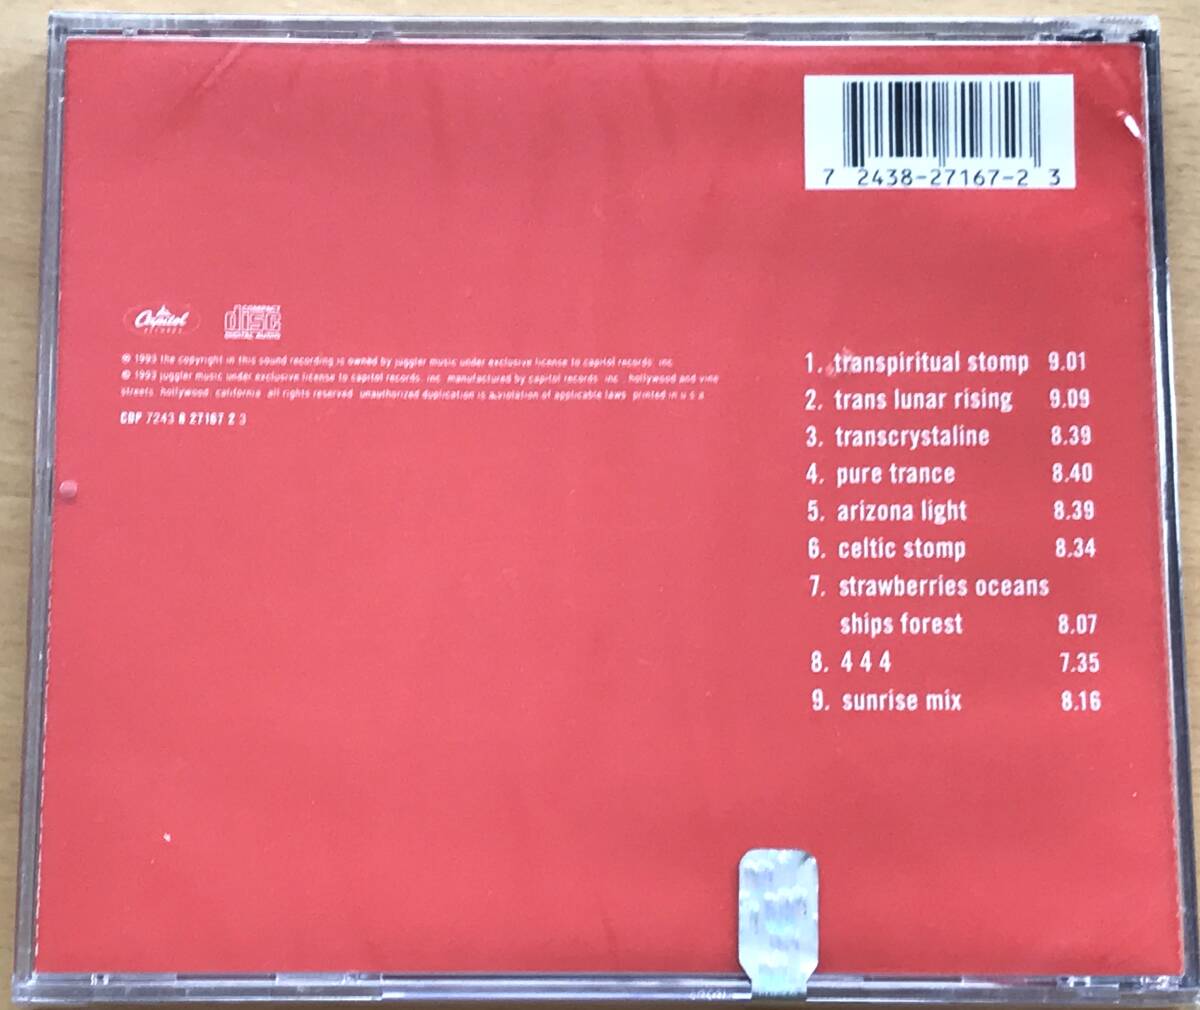 7 2438-27167-2 3
Capitol
RECORDS
COMPACT
disc
DIGITAL AUDIO
℗ 1993 the copyright in this sound recording is owned by juggler music under exclusive license to capitol records, inc.
© 1993 juggler music under exclusive license to capitol records, inc. manufactured by capitol records, inc., hollywood and vine
streets, hollywood, california. all rights reserved. unauthorized duplication is a violation of applicable laws. printed in u.s.a.
CDP 7243 8 27167 2 3
1. transpiritual stomp 9.01
2. trans lunar rising 9.09
3. transcrystaline 8.39
4. pure trance 8.40
5. arizona light 8.39
6. celtic stomp 8.34
7. strawberries oceans
ships forest 8.07
8. 4 4 4 7.35
9. sunrise mix 8.16